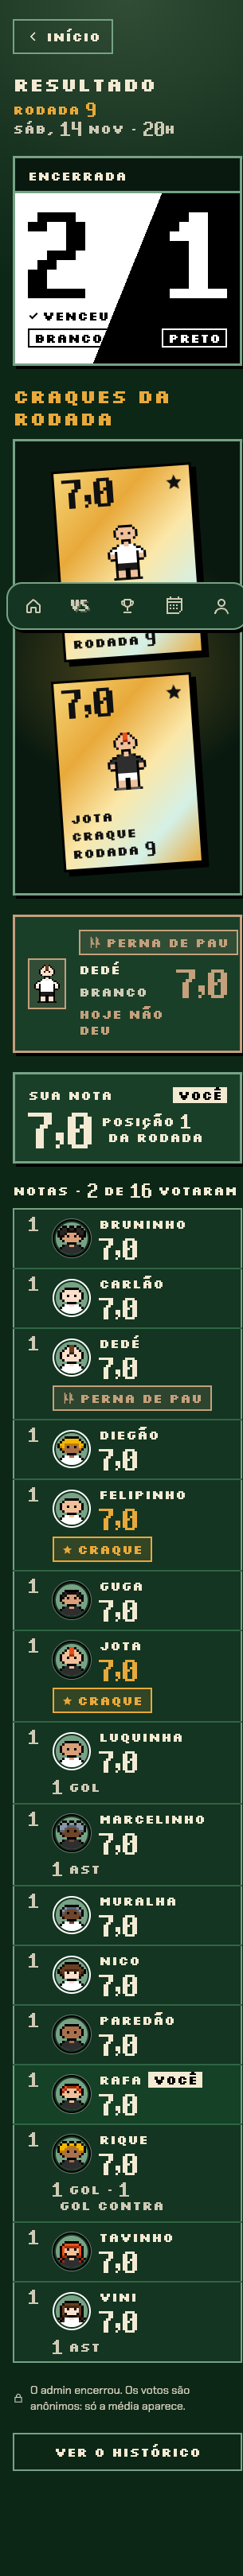 INÍCIO
RESULTADO
RODADA 9
SÁB, 14 NOV · 20H
ENCERRADA
2 1
✓ VENCEU
BRANCO PRETO
CRAQUES DA
RODADA
7,0 ★
VS
RODADA 9
7,0 ★
JOTA
CRAQUE
RODADA 9
PERNA DE PAU
DEDÉ
BRANCO
7,0
HOJE NÃO
DEU
SUA NOTA VOCÊ
7,0 POSIÇÃO 1
DA RODADA
NOTAS · 2 DE 16 VOTARAM
1 BRUNINHO
7,0
1 CARLÃO
7,0
1 DEDÉ
7,0
PERNA DE PAU
1 DIEGÃO
7,0
1 FELIPINHO
7,0
★ CRAQUE
1 GUGA
7,0
1 JOTA
7,0
★ CRAQUE
1 LUQUINHA
7,0
1 GOL
1 MARCELINHO
7,0
1 AST
1 MURALHA
7,0
1 NICO
7,0
1 PAREDÃO
7,0
1 RAFA VOCÊ
7,0
1 RIQUE
7,0
1 GOL · 1
GOL CONTRA
1 TAVINHO
7,0
1 VINI
7,0
1 AST
O admin encerrou. Os votos são
anônimos: só a média aparece.
VER O HISTÓRICO